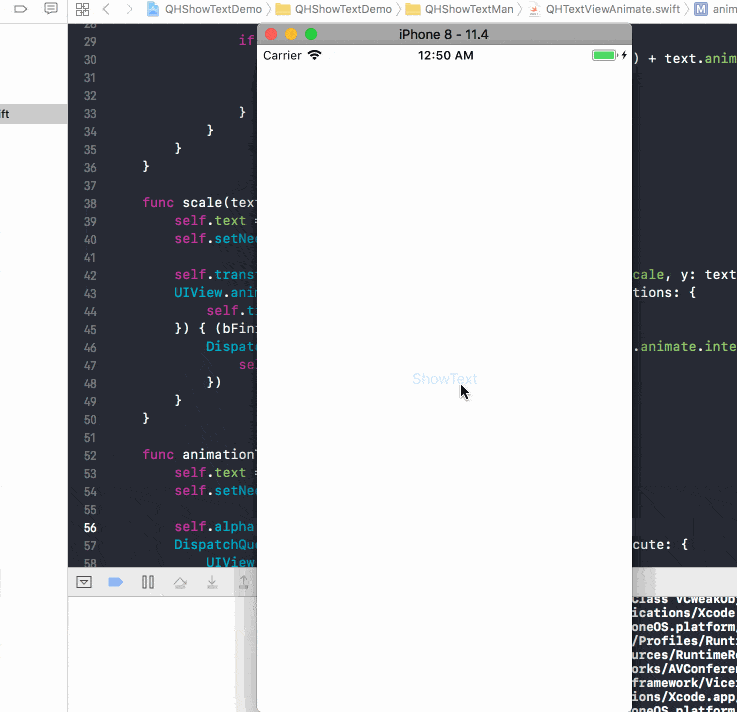 QHShowTextDemo QHShowTextDemo QHShowTextMan QHTextViewAnimate.swift M anim
iPhone 8 - 11.4
Carrier 12:50 AM
ShowText
ift
28
29 if
30 ) + text.anim
31
32
33 }
34 }
35 }
36 }
37
38 func scale(tex
39 self.text =
40 self.setNe
41
42 self.trans cale, y: text
43 UIView.ani tions: {
44 self.t
45 }) { (bFin
46 Dispatc .animate.inte
47 se
48 })
49 }
50 }
51
52 func animation
53 self.text =
54 self.setNe
55
56 self.alpha
57 DispatchQu cute: {
58 UIView
Class VCWeakOb
ications/Xcode
oneOS.platform
/Profiles/Runt
urces/RuntimeR
orks/AVConfere
framework/Vice
ions/Xcode.app
oneOS.platform